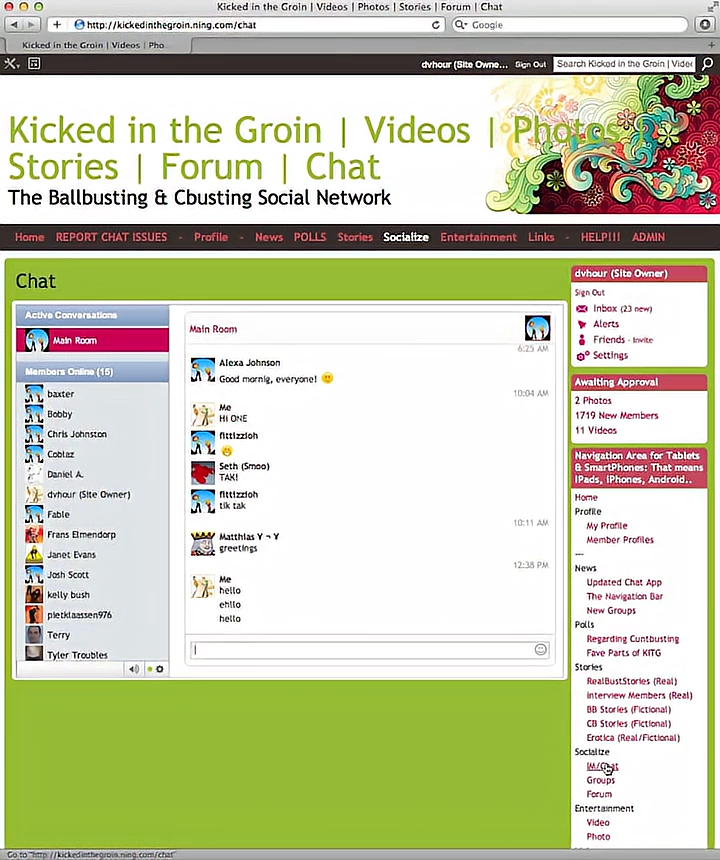 Kicked in the Groin | Videos | Photos | Stories | Forum | Chat
http://kickedinthegroin.ning.com/chat
Google
Kicked in the Groin | Videos | Pho...
dvhour (Site Owne... Sign Out Search Kicked in the Groin | Videc
Kicked in the Groin | Videos | Photos |
Stories | Forum | Chat
The Ballbusting & Cbusting Social Network
Home REPORT CHAT ISSUES - Profile - News POLLS Stories Socialize Entertainment Links - HELP!!! ADMIN
Chat
Active Conversations
Main Room
Members Online (15)
baxter
Bobby
Chris Johnston
Coblaz
Daniel A.
dvhour (Site Owner)
Fable
Frans Elmendorp
Janet Evans
Josh Scott
kelly bush
pietklaassen976
Terry
Tyler Troubles
Main Room
6:25 AM
Alexa Johnson
Good mornig, everyone!
10:04 AM
Me
Hi ONE
fittizzloh
Seth (Smoo)
TAK!
fittizzloh
tik tak
10:11 AM
Matthias Y ¬ Y
greetings
12:38 PM
Me
hello
ehllo
hello
dvhour (Site Owner)
Sign Out
Inbox (23 new)
Alerts
Friends - Invite
Settings
Awaiting Approval
2 Photos
1719 New Members
11 Videos
Navigation Area for Tablets
& SmartPhones: That means
iPads, iPhones, Android..
Home
Profile
My Profile
Member Profiles
---
News
Updated Chat App
The Navigation Bar
New Groups
Polls
Regarding Cuntbusting
Fave Parts of KITG
Stories
RealBustStories (Real)
Interview Members (Real)
BB Stories (Fictional)
CB Stories (Fictional)
Erotica (Real/Fictional)
Socialize
IM/Chat
Groups
Forum
Entertainment
Video
Photo
Go to "http://kickedinthegroin.ning.com/chat"